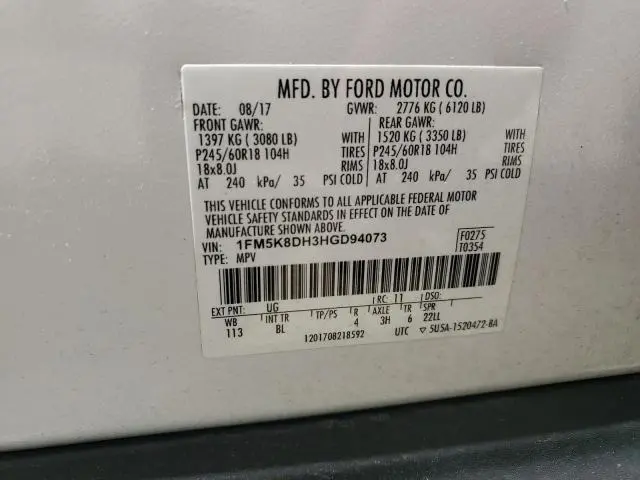 MFD. BY FORD MOTOR CO.
DATE: 08/17 GVWR: 2776 KG ( 6120 LB)
FRONT GAWR: REAR GAWR:
1397 KG ( 3080 LB) WITH 1520 KG ( 3350 LB) WITH
P245/60R18 104H TIRES P245/60R18 104H TIRES
18x8.0J RIMS 18x8.0J RIMS
AT 240 kPa/ 35 PSI COLD AT 240 kPa/ 35 PSI COLD
THIS VEHICLE CONFORMS TO ALL APPLICABLE FEDERAL MOTOR
VEHICLE SAFETY STANDARDS IN EFFECT ON THE DATE OF
MANUFACTURE SHOWN ABOVE.
VIN: 1FM5K8DH3HGD94073 F0275
TYPE: MPV T0354
EXT PNT: UG RC: 11 DSO:
WB INT TR TP/PS R AXLE TR SPR
113 BL 4 3H 6 22LL
1201708218592 UTC ▽ 5U5A-1520472-BA